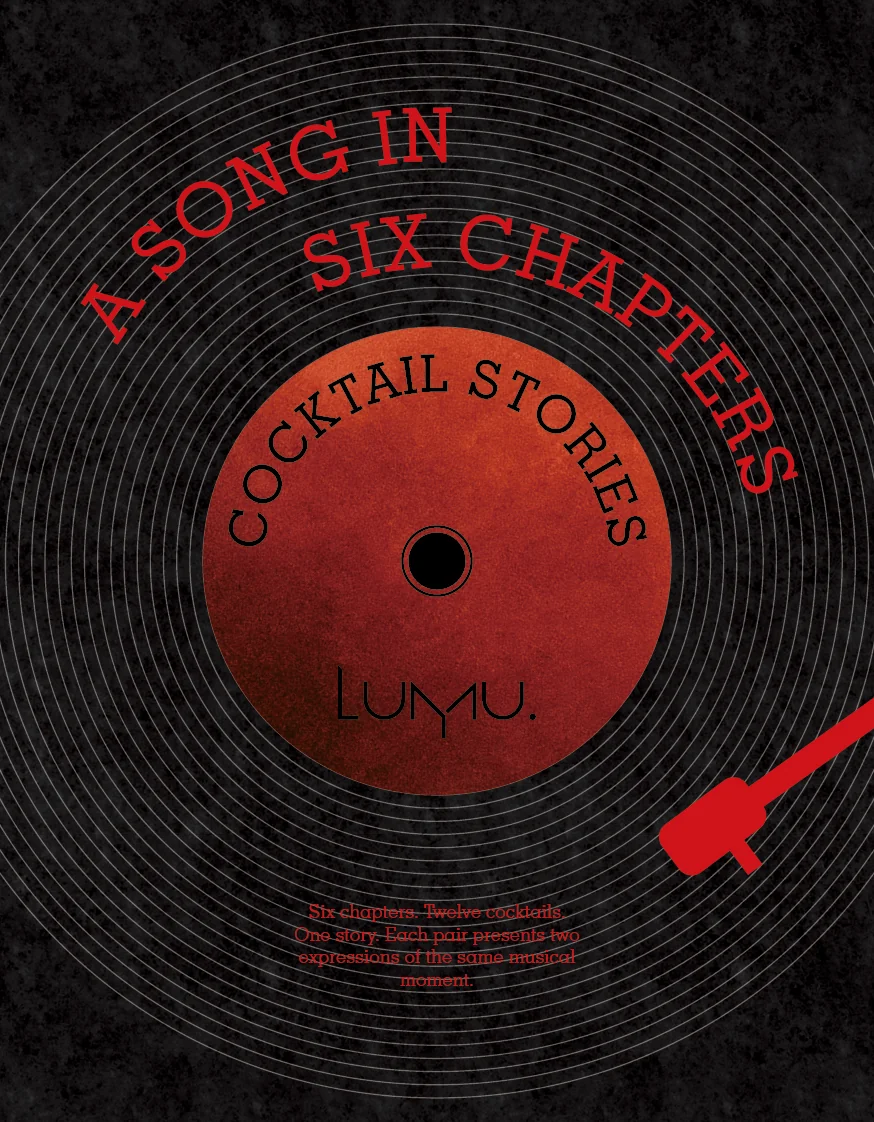 A SONG IN
SIX CHAPTERS
COCKTAIL STORIES
LUMU.
Six chapters. Twelve cocktails.
One story. Each pair presents two
expressions of the same musical
moment.